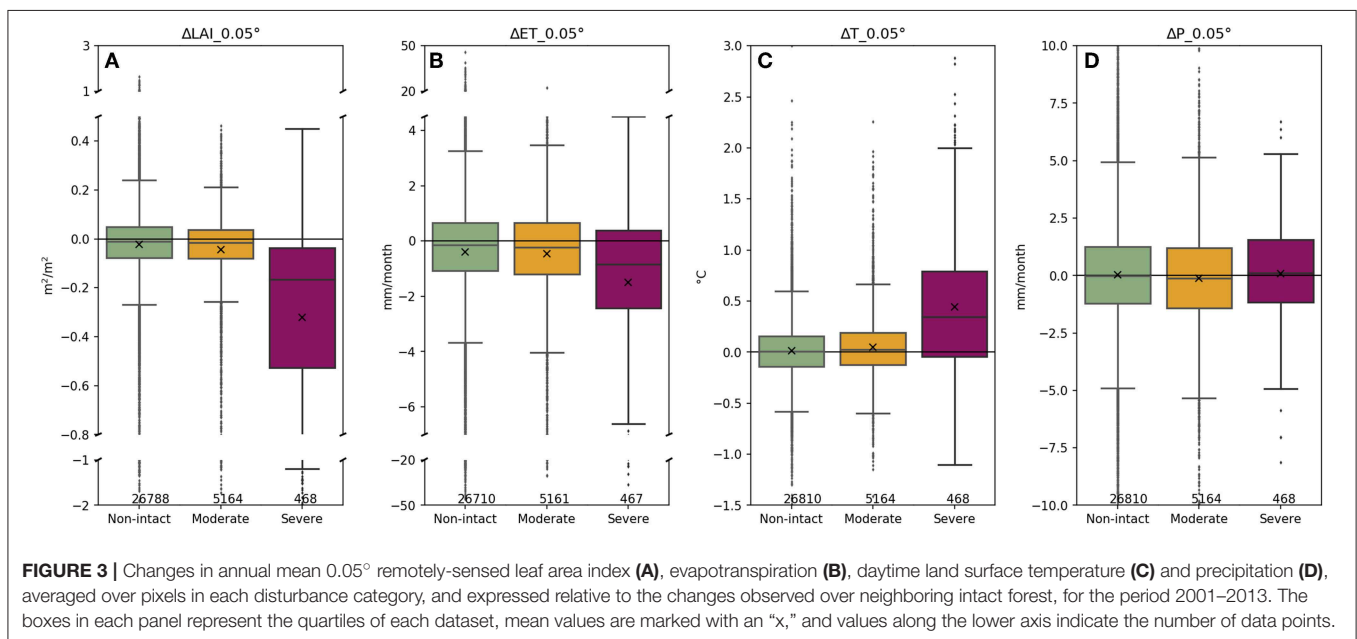 ΔLAI_0.05°
A
3
1
0.4
0.2
0.0
−0.2
−0.4
−0.6
−0.8
−1
−2
m²/m²
26788
5164
468
Non-intact
Moderate
Severe
ΔET_0.05°
B
50
20
4
2
0
−2
−4
−6
−20
−50
mm/month
26710
5161
467
Non-intact
Moderate
Severe
ΔT_0.05°
C
3.0
2.5
2.0
1.5
1.0
0.5
0.0
−0.5
−1.0
−1.5
°C
26810
5164
468
Non-intact
Moderate
Severe
ΔP_0.05°
D
10.0
7.5
5.0
2.5
0.0
−2.5
−5.0
−7.5
−10.0
mm/month
26810
5164
468
Non-intact
Moderate
Severe
FIGURE 3 | Changes in annual mean 0.05° remotely-sensed leaf area index (A), evapotranspiration (B), daytime land surface temperature (C) and precipitation (D),
averaged over pixels in each disturbance category, and expressed relative to the changes observed over neighboring intact forest, for the period 2001–2013. The
boxes in each panel represent the quartiles of each dataset, mean values are marked with an “x,” and values along the lower axis indicate the number of data points.